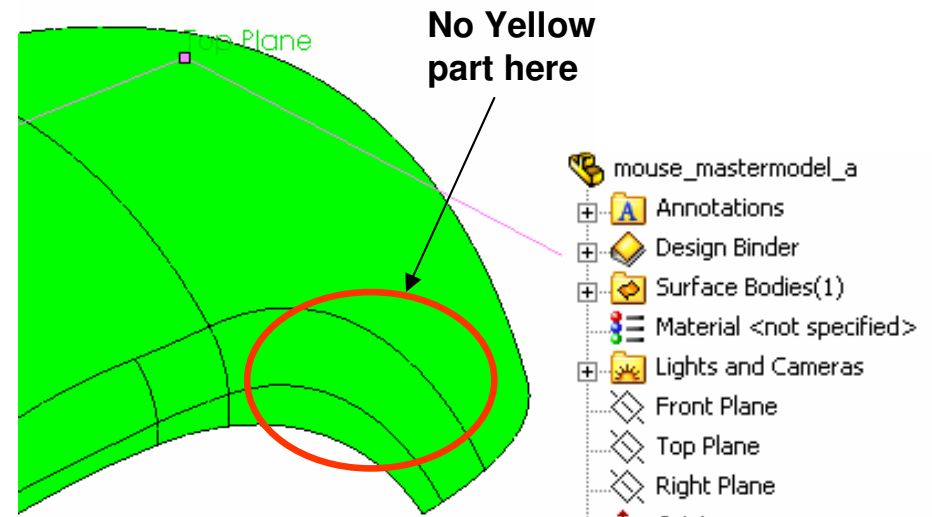 No Yellow
part here
Top Plane
mouse_mastermodel_a
A Annotations
Design Binder
Surface Bodies(1)
Material <not specified>
Lights and Cameras
Front Plane
Top Plane
Right Plane